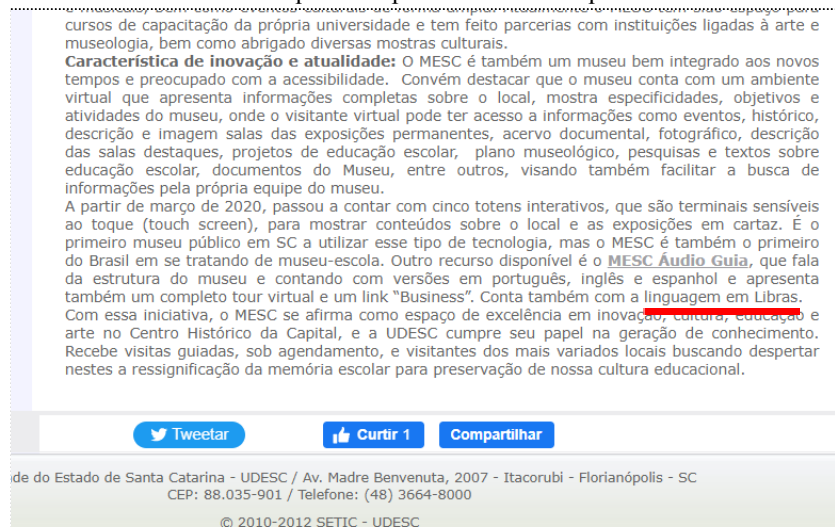 cursos de capacitação da própria universidade e tem feito parcerias com instituições ligadas à arte e
museologia, bem como abrigado diversas mostras culturais.
Característica de inovação e atualidade: O MESC é também um museu bem integrado aos novos
tempos e preocupado com a acessibilidade. Convém destacar que o museu conta com um ambiente
virtual que apresenta informações completas sobre o local, mostra especificidades, objetivos e
atividades do museu, onde o visitante virtual pode ter acesso a informações como eventos, histórico,
descrição e imagem salas das exposições permanentes, acervo documental, fotográfico, descrição
das salas destaques, projetos de educação escolar, plano museológico, pesquisas e textos sobre
educação escolar, documentos do Museu, entre outros, visando também facilitar a busca de
informações pela própria equipe do museu.
A partir de março de 2020, passou a contar com cinco totens interativos, que são terminais sensíveis
ao toque (touch screen), para mostrar conteúdos sobre o local e as exposições em cartaz. É o
primeiro museu público em SC a utilizar esse tipo de tecnologia, mas o MESC é também o primeiro
do Brasil em se tratando de museu-escola. Outro recurso disponível é o MESC Áudio Guia, que fala
da estrutura do museu e contando com versões em português, inglês e espanhol e apresenta
também um completo tour virtual e um link "Business". Conta também com a linguagem em Libras.
Com essa iniciativa, o MESC se afirma como espaço de excelência em inovação, cultura, educação e
arte no Centro Histórico da Capital, e a UDESC cumpre seu papel na geração de conhecimento.
Recebe visitas guiadas, sob agendamento, e visitantes dos mais variados locais buscando despertar
nestes a ressignificação da memória escolar para preservação de nossa cultura educacional.
Tweetar
Curtir 1
Compartilhar
de do Estado de Santa Catarina - UDESC / Av. Madre Benvenuta, 2007 - Itacorubi - Florianópolis - SC
CEP: 88.035-901 / Telefone: (48) 3664-8000
© 2010-2012 SETIC - UDESC